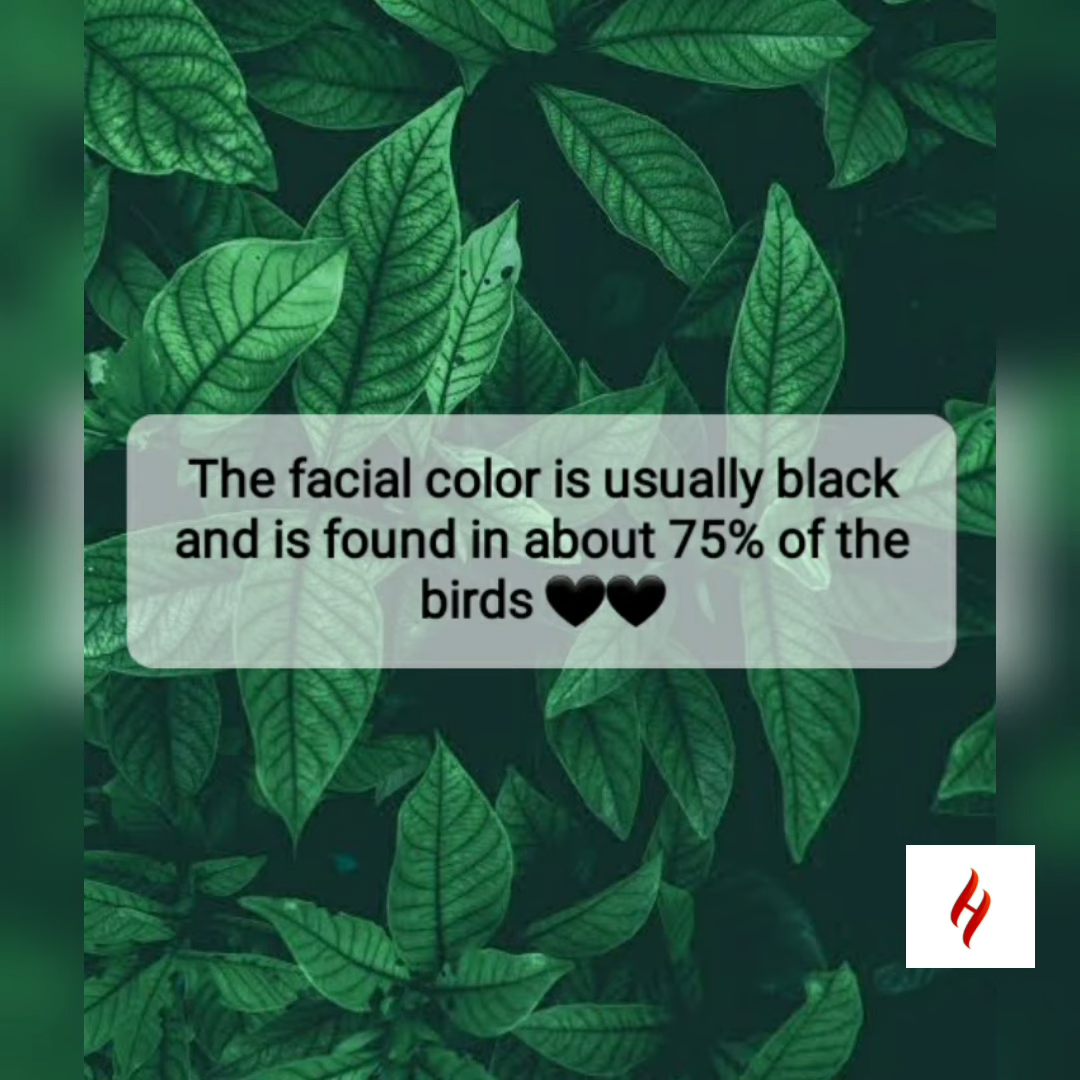 The facial color is usually black
and is found in about 75% of the
birds 🖤🖤
H